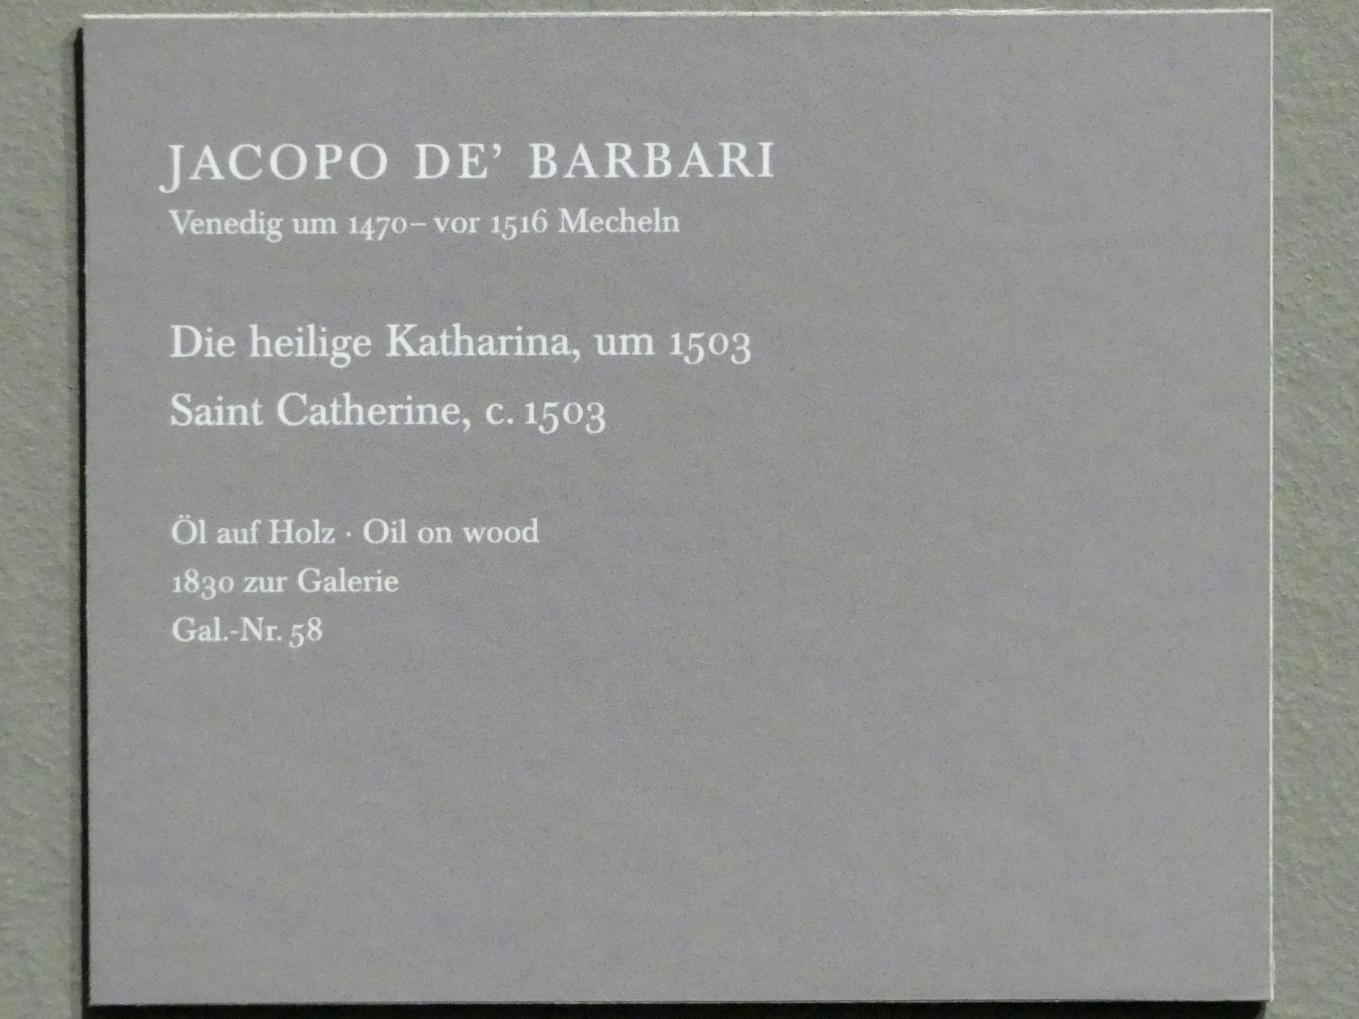 JACOPO DE’ BARBARI
Venedig um 1470–vor 1516 Mecheln
Die heilige Katharina, um 1503
Saint Catherine, c. 1503
Öl auf Holz · Oil on wood
1830 zur Galerie
Gal.-Nr. 58